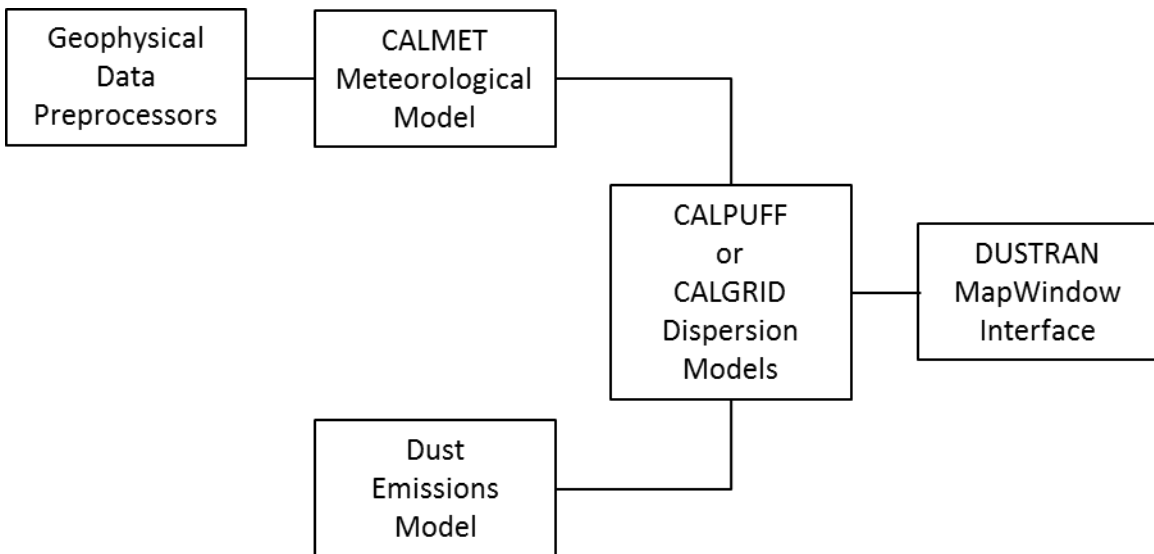 Geophysical
Data
Preprocessors
CALMET
Meteorological
Model
CALPUFF
or
CALGRID
Dispersion
Models
DUSTRAN
MapWindow
Interface
Dust
Emissions
Model